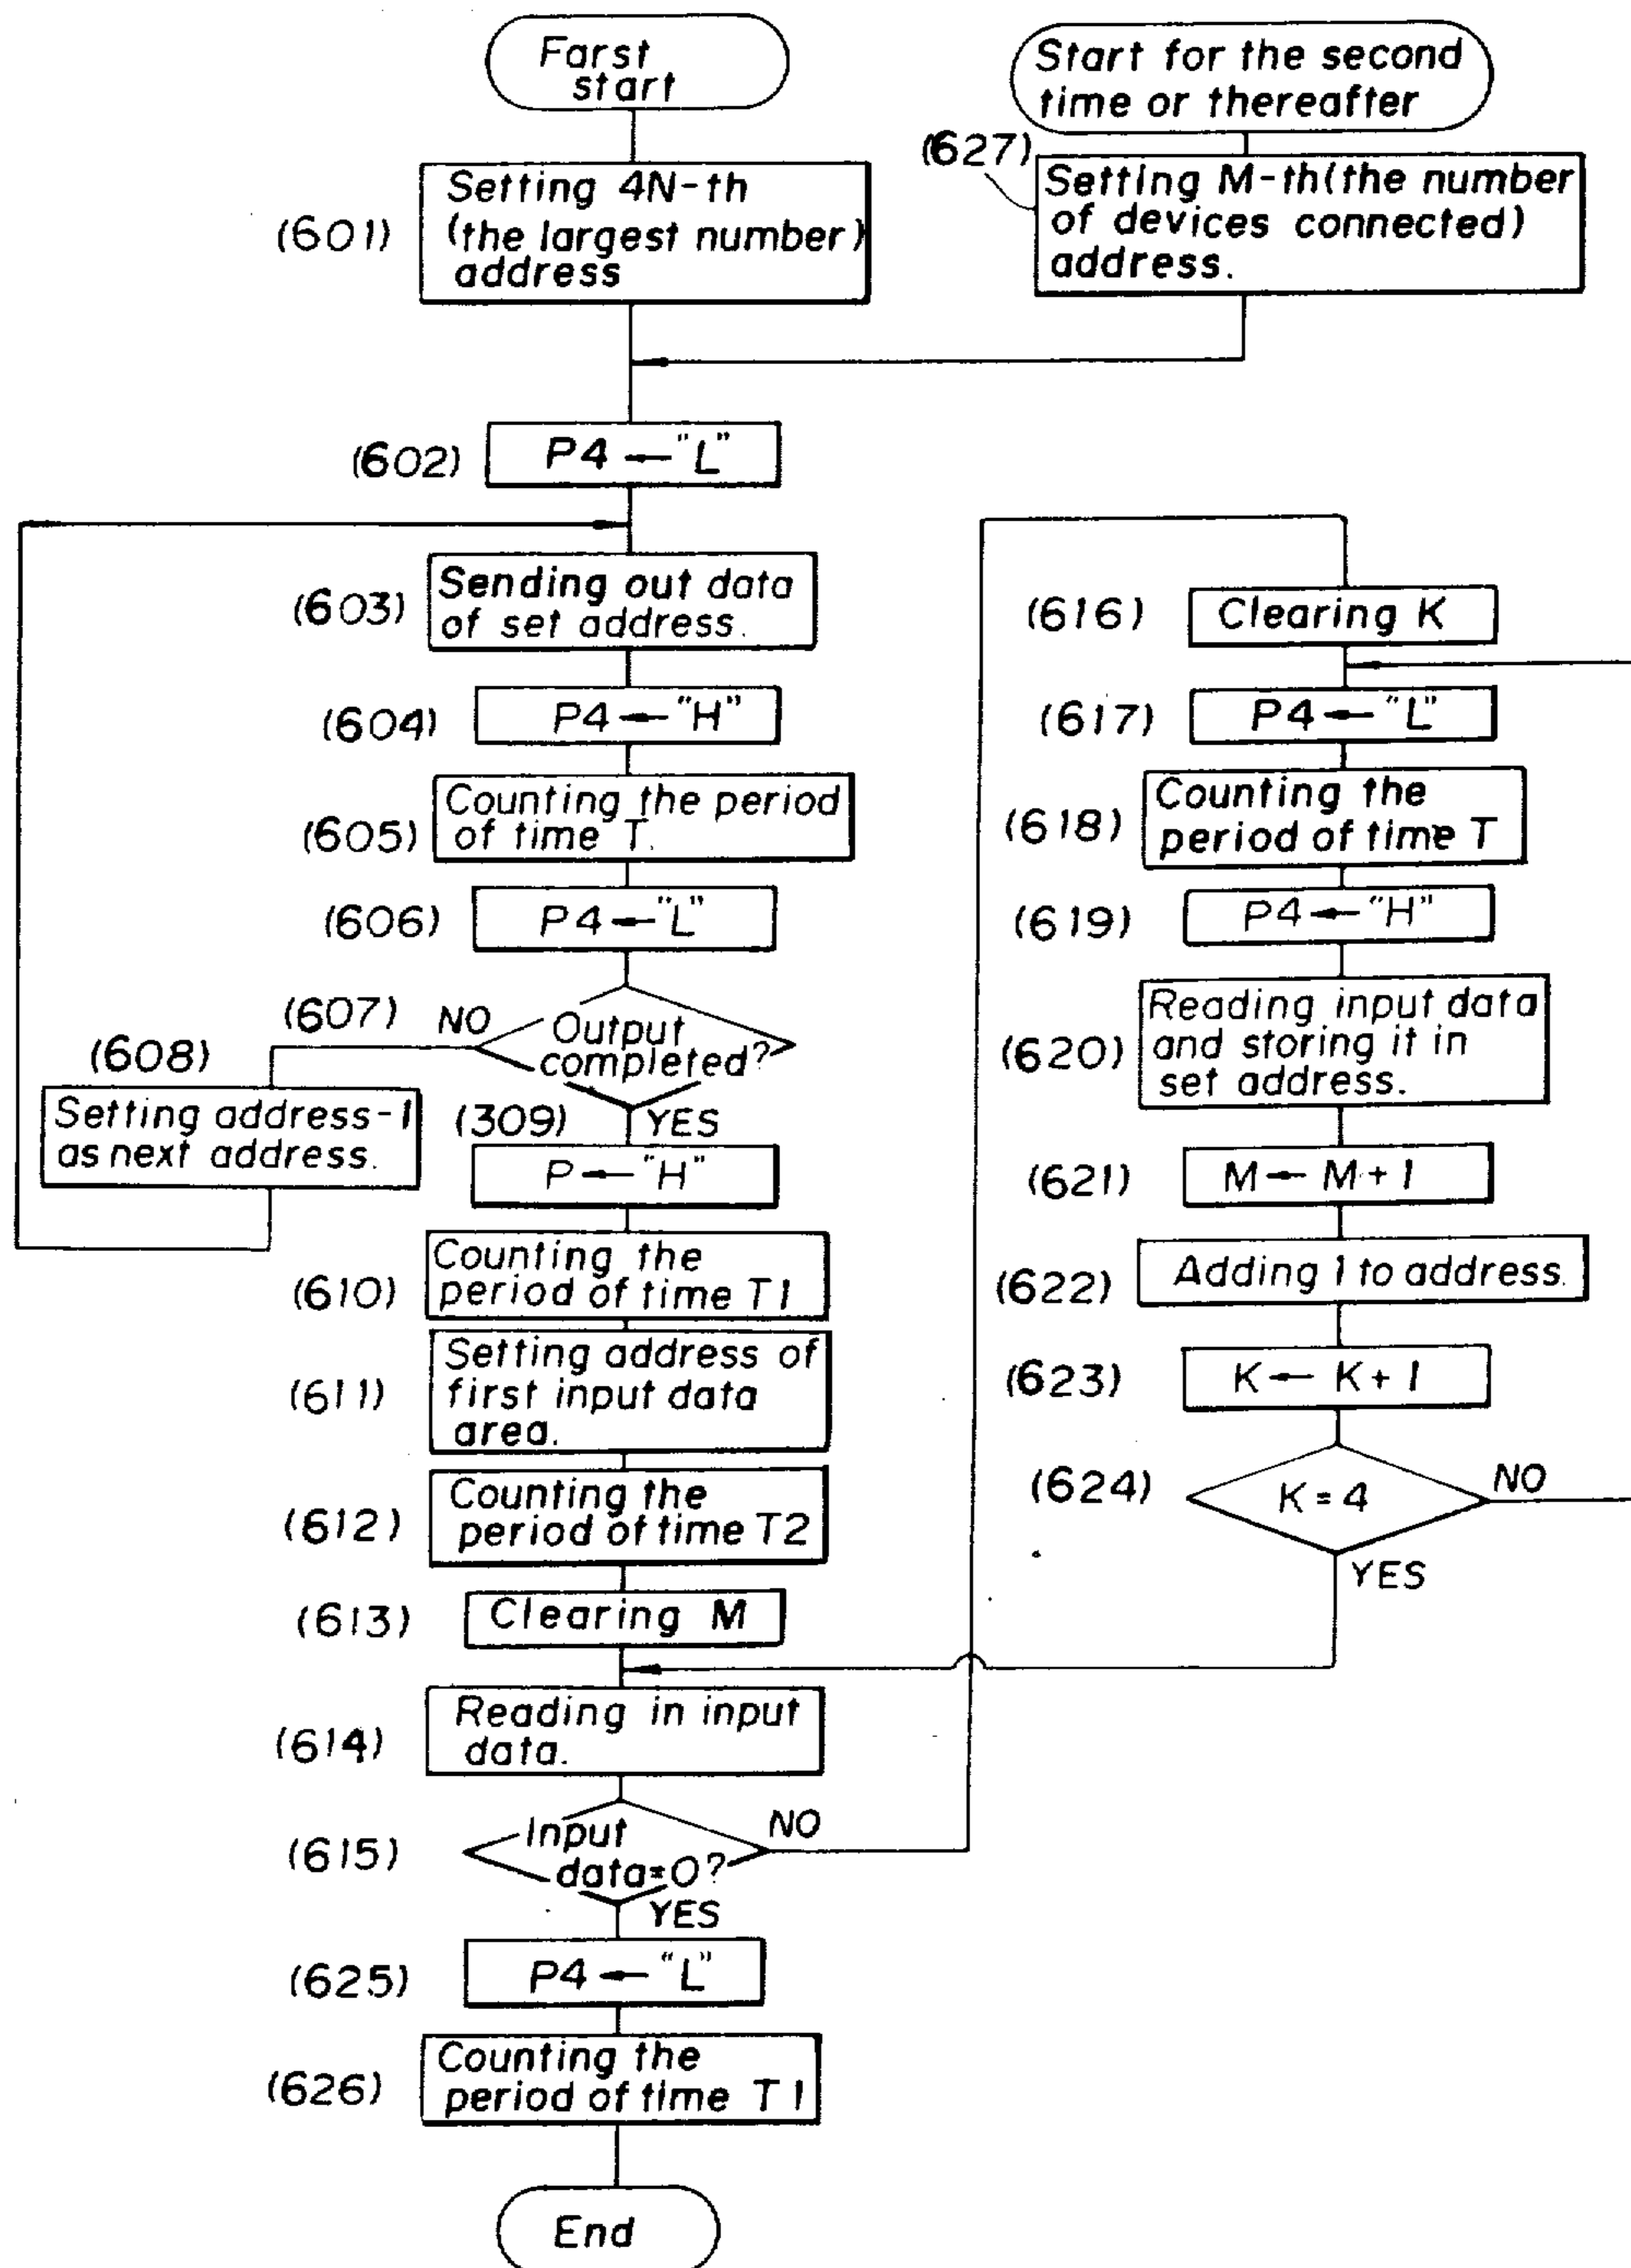 Farst
start
Start for the second
time or thereafter
(601)
Setting 4N-th
(the largest number)
address
(627)
Setting M-th(the number
of devices connected)
address.
(602)
P4 ← "L"
(603)
Sending out data
of set address.
(604)
P4 ← "H"
(605)
Counting the period
of time T.
(606)
P4 ← "L"
(607)
NO
Output
completed?
YES
(608)
Setting address-1
as next address.
(309)
P ← "H"
(610)
Counting the
period of time T1
(611)
Setting address of
first input data
area.
(612)
Counting the
period of time T2
(613)
Clearing M
(614)
Reading in input
data.
(615)
Input
data=0?
NO
YES
(616)
Clearing K
(617)
P4 ← "L"
(618)
Counting the
period of time T
(619)
P4 ← "H"
(620)
Reading input data
and storing it in
set address.
(621)
M ← M+1
(622)
Adding 1 to address.
(623)
K ← K+1
(624)
K=4
NO
YES
(625)
P4 ← "L"
(626)
Counting the
period of time T1
End